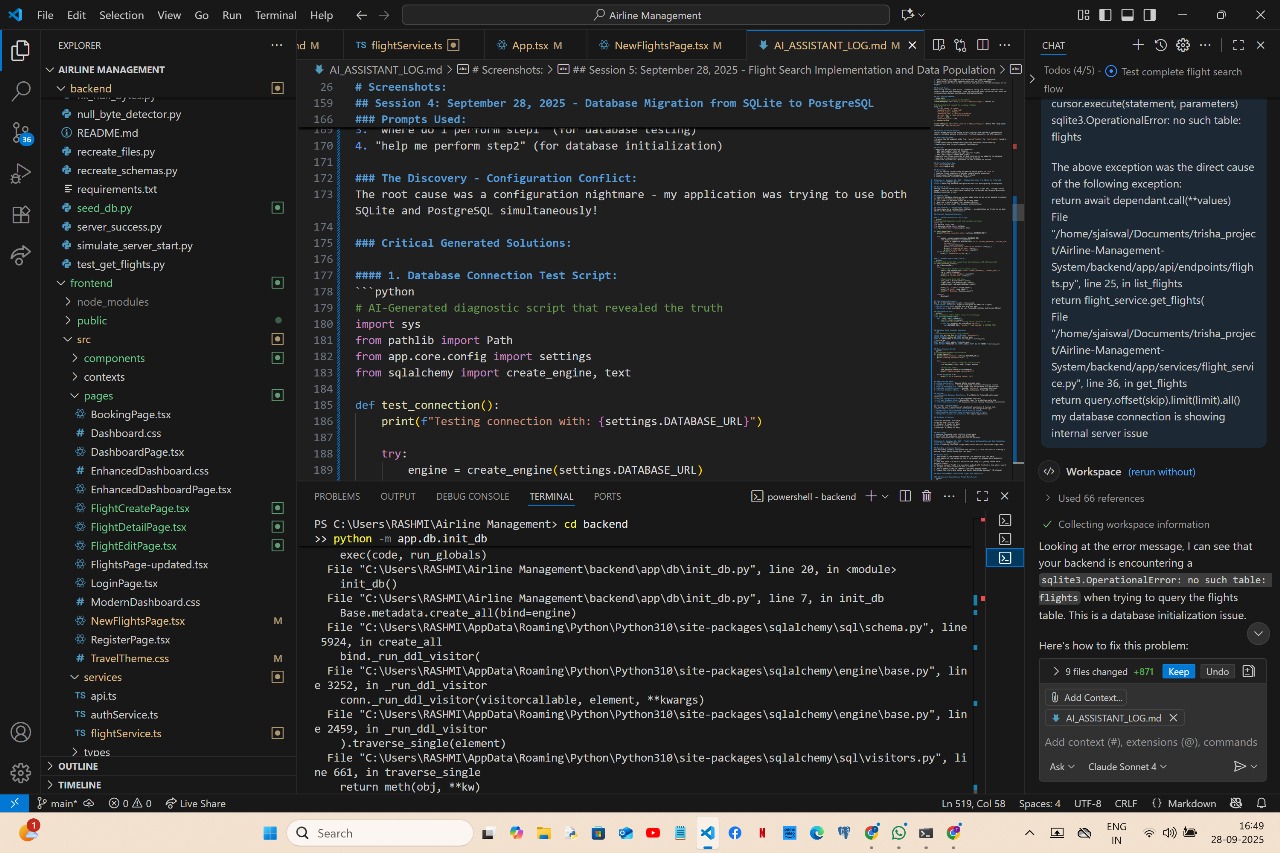 File Edit Selection View Go Run Terminal Help
Airline Management
EXPLORER
AIRLINE MANAGEMENT
backend
null_byte_detector.py
README.md
recreate_files.py
recreate_schemas.py
requirements.txt
seed_db.py
server_success.py
simulate_server_start.py
test_get_flights.py
frontend
node_modules
public
src
components
contexts
pages
BookingPage.tsx
Dashboard.css
DashboardPage.tsx
EnhancedDashboard.css
EnhancedDashboardPage.tsx
FlightCreatePage.tsx
FlightDetailPage.tsx
FlightEditPage.tsx
FlightsPage-updated.tsx
LoginPage.tsx
ModernDashboard.css
NewFlightsPage.tsx M
RegisterPage.tsx
TravelTheme.css M
services
TS api.ts
TS authService.ts
TS flightService.ts
types
OUTLINE
TIMELINE
nd M
flightService.ts
App.tsx M
NewFlightsPage.tsx M
AI_ASSISTANT_LOG.md M
AI_ASSISTANT_LOG.md > # Screenshots: > ## Session 5: September 28, 2025 - Flight Search Implementation and Data Population >
26 # Screenshots:
159 ## Session 4: September 28, 2025 - Database Migration from SQLite to PostgreSQL
166 ### Prompts Used:
169 3. "where do i perform step1" (for database testing)
170 4. "help me perform step2" (for database initialization)
171
172 ### The Discovery - Configuration Conflict:
173 The root cause was a configuration nightmare - my application was trying to use both
SQLite and PostgreSQL simultaneously!
174
175 ### Critical Generated Solutions:
176
177 #### 1. Database Connection Test Script:
178 ```python
179 # AI-Generated diagnostic script that revealed the truth
180 import sys
181 from pathlib import Path
182 from app.core.config import settings
183 from sqlalchemy import create_engine, text
184
185 def test_connection():
186 print(f"Testing connection with: {settings.DATABASE_URL}")
187
188 try:
189 engine = create_engine(settings.DATABASE_URL)
PROBLEMS OUTPUT DEBUG CONSOLE TERMINAL PORTS
powershell - backend
PS C:\Users\RASHMI\Airline Management> cd backend
>> python -m app.db.init_db
exec(code, run_globals)
File "C:\Users\RASHMI\Airline Management\backend\app\db\init_db.py", line 20, in <module>
init_db()
File "C:\Users\RASHMI\Airline Management\backend\app\db\init_db.py", line 7, in init_db
Base.metadata.create_all(bind=engine)
File "C:\Users\RASHMI\AppData\Roaming\Python\Python310\site-packages\sqlalchemy\sql\schema.py", line
5924, in create_all
bind._run_ddl_visitor(
File "C:\Users\RASHMI\AppData\Roaming\Python\Python310\site-packages\sqlalchemy\engine\base.py", lin
e 3252, in _run_ddl_visitor
conn._run_ddl_visitor(visitorcallable, element, **kwargs)
File "C:\Users\RASHMI\AppData\Roaming\Python\Python310\site-packages\sqlalchemy\engine\base.py", lin
e 2459, in _run_ddl_visitor
).traverse_single(element)
File "C:\Users\RASHMI\AppData\Roaming\Python\Python310\site-packages\sqlalchemy\sql\visitors.py", li
ne 661, in traverse_single
return meth(obj, **kw)
CHAT
Todos (4/5) - Test complete flight search
flow
cursor.execute(statement, parameters)
sqlite3.OperationalError: no such table:
flights
The above exception was the direct cause
of the following exception:
return await dependant.call(**values)
File
"/home/sjaiswal/Documents/trisha_projec
t/Airline-Management-
System/backend/app/api/endpoints/fligh
ts.py", line 25, in list_flights
return flight_service.get_flights(
File
"/home/sjaiswal/Documents/trisha_projec
t/Airline-Management-
System/backend/app/services/flight_servi
ce.py", line 36, in get_flights
return query.offset(skip).limit(limit).all()
my database connection is showing
internal server issue
Workspace (rerun without)
Used 66 references
Collecting workspace information
Looking at the error message, I can see that
your backend is encountering a
sqlite3.OperationalError: no such table:
flights when trying to query the flights
table. This is a database initialization issue.
Here's how to fix this problem:
9 files changed +871 Keep Undo
Add Context...
AI_ASSISTANT_LOG.md
Add context (#), extensions (@), commands
Ask Claude Sonnet 4
36
main* 0 0 Live Share
Ln 519, Col 58 Spaces: 4 UTF-8 CRLF {} Markdown
1
Search
ENG
IN
16:49
28-09-2025